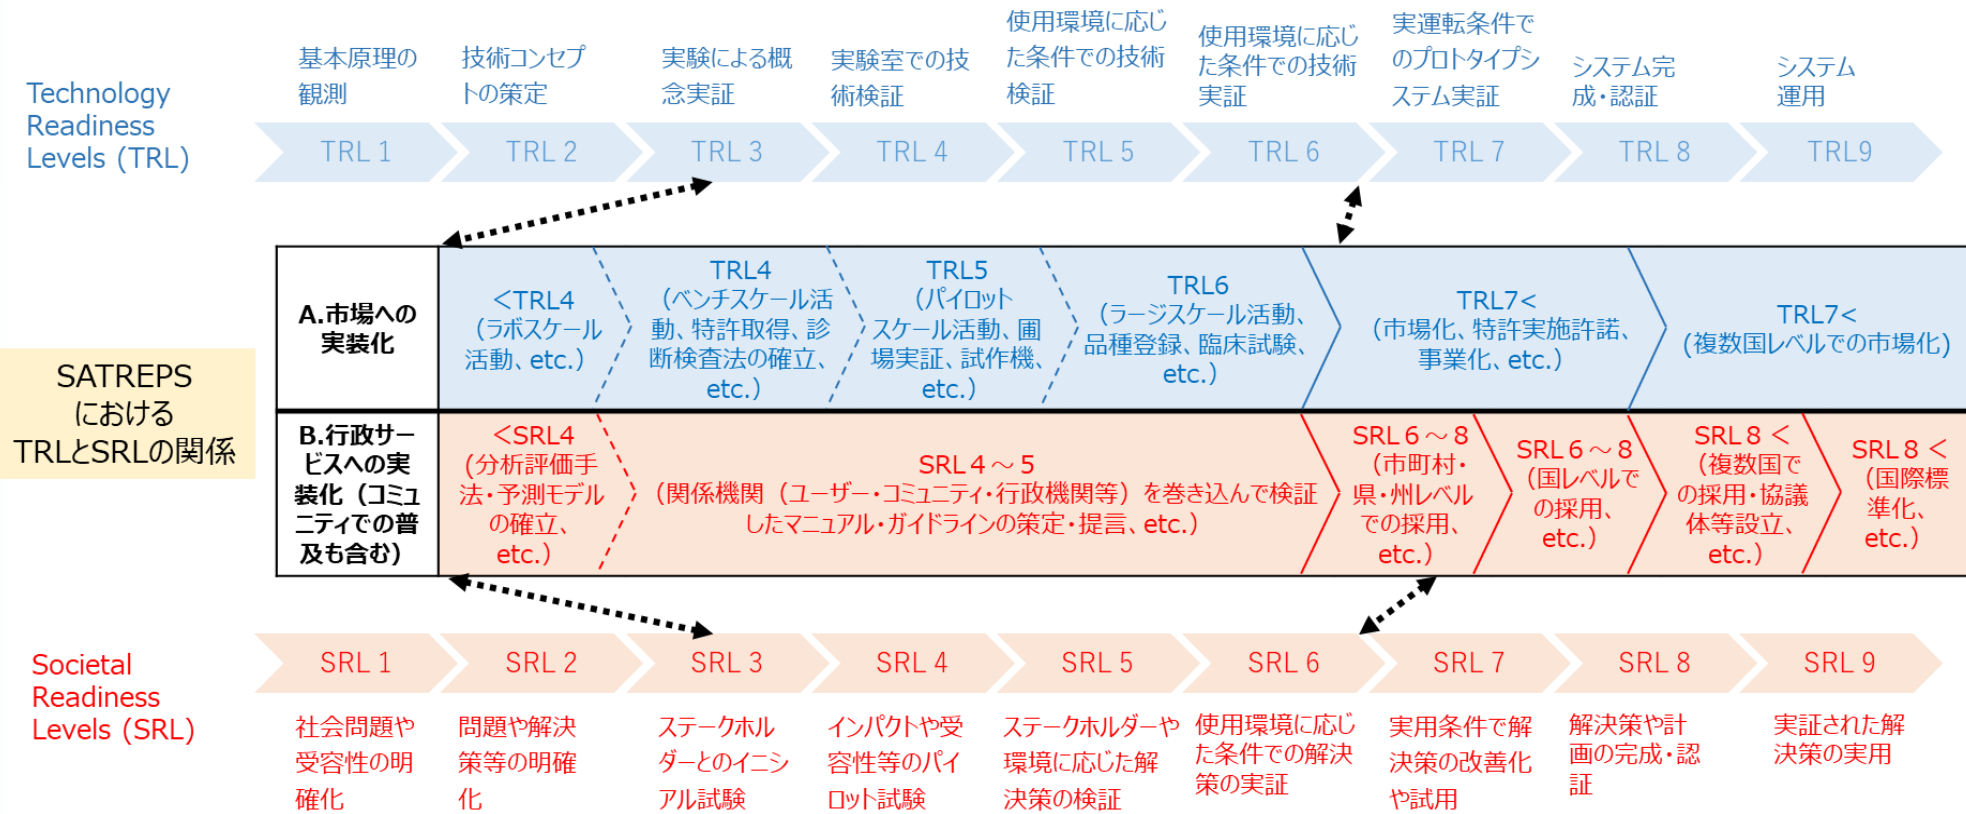 Technology
Readiness
Levels (TRL)
基本原理の
観測
技術コンセプ
トの策定
実験による概
念実証
実験室での技
術検証
使用環境に応じ
た条件での技術
検証
使用環境に応じ
た条件での技術
実証
実運転条件で
のプロトタイプシ
ステム実証
システム完
成・認証
システム
運用
TRL 1
TRL 2
TRL 3
TRL 4
TRL 5
TRL 6
TRL 7
TRL 8
TRL9
SATREPS
における
TRLとSRLの関係
A.市場への
実装化
<TRL4
(ラボスケール
活動、etc.)
TRL4
(ベンチスケール活
動、特許取得、診
断検査法の確立、
etc.)
TRL5
(パイロット
スケール活動、圃
場実証、試作機、
etc.)
TRL6
(ラージスケール活動、
品種登録、臨床試験、
etc.)
TRL7<
(市場化、特許実施許諾、
事業化、etc.)
TRL7<
(複数国レベルでの市場化)
B.行政サー
ビスへの実
装化(コミュ
ニティでの普
及も含む)
<SRL4
(分析評価手
法・予測モデル
の確立、
etc.)
SRL 4 ~ 5
(関係機関(ユーザー・コミュニティ・行政機関等)を巻き込んで検証
したマニュアル・ガイドラインの策定・提言、etc.)
SRL 6 ~ 8
(市町村・
県・州レベル
での採用、
etc.)
SRL 6 ~ 8
(国レベルで
の採用、
etc.)
SRL 8 <
(複数国で
の採用・協議
体等設立、
etc.)
SRL 8 <
(国際標
準化、
etc.)
Societal
Readiness
Levels (SRL)
SRL 1
SRL 2
SRL 3
SRL 4
SRL 5
SRL 6
SRL 7
SRL 8
SRL 9
社会問題や
受容性の明
確化
問題や解決
策等の明確
化
ステークホル
ダーとのイニシ
アル試験
インパクトや受
容性等のパイ
ロット試験
ステークホルダーや
環境に応じた解
決策の検証
使用環境に応じ
た条件での解決
策の実証
実用条件で解
決策の改善化
や試用
解決策や計
画の完成・認
証
実証された解
決策の実用